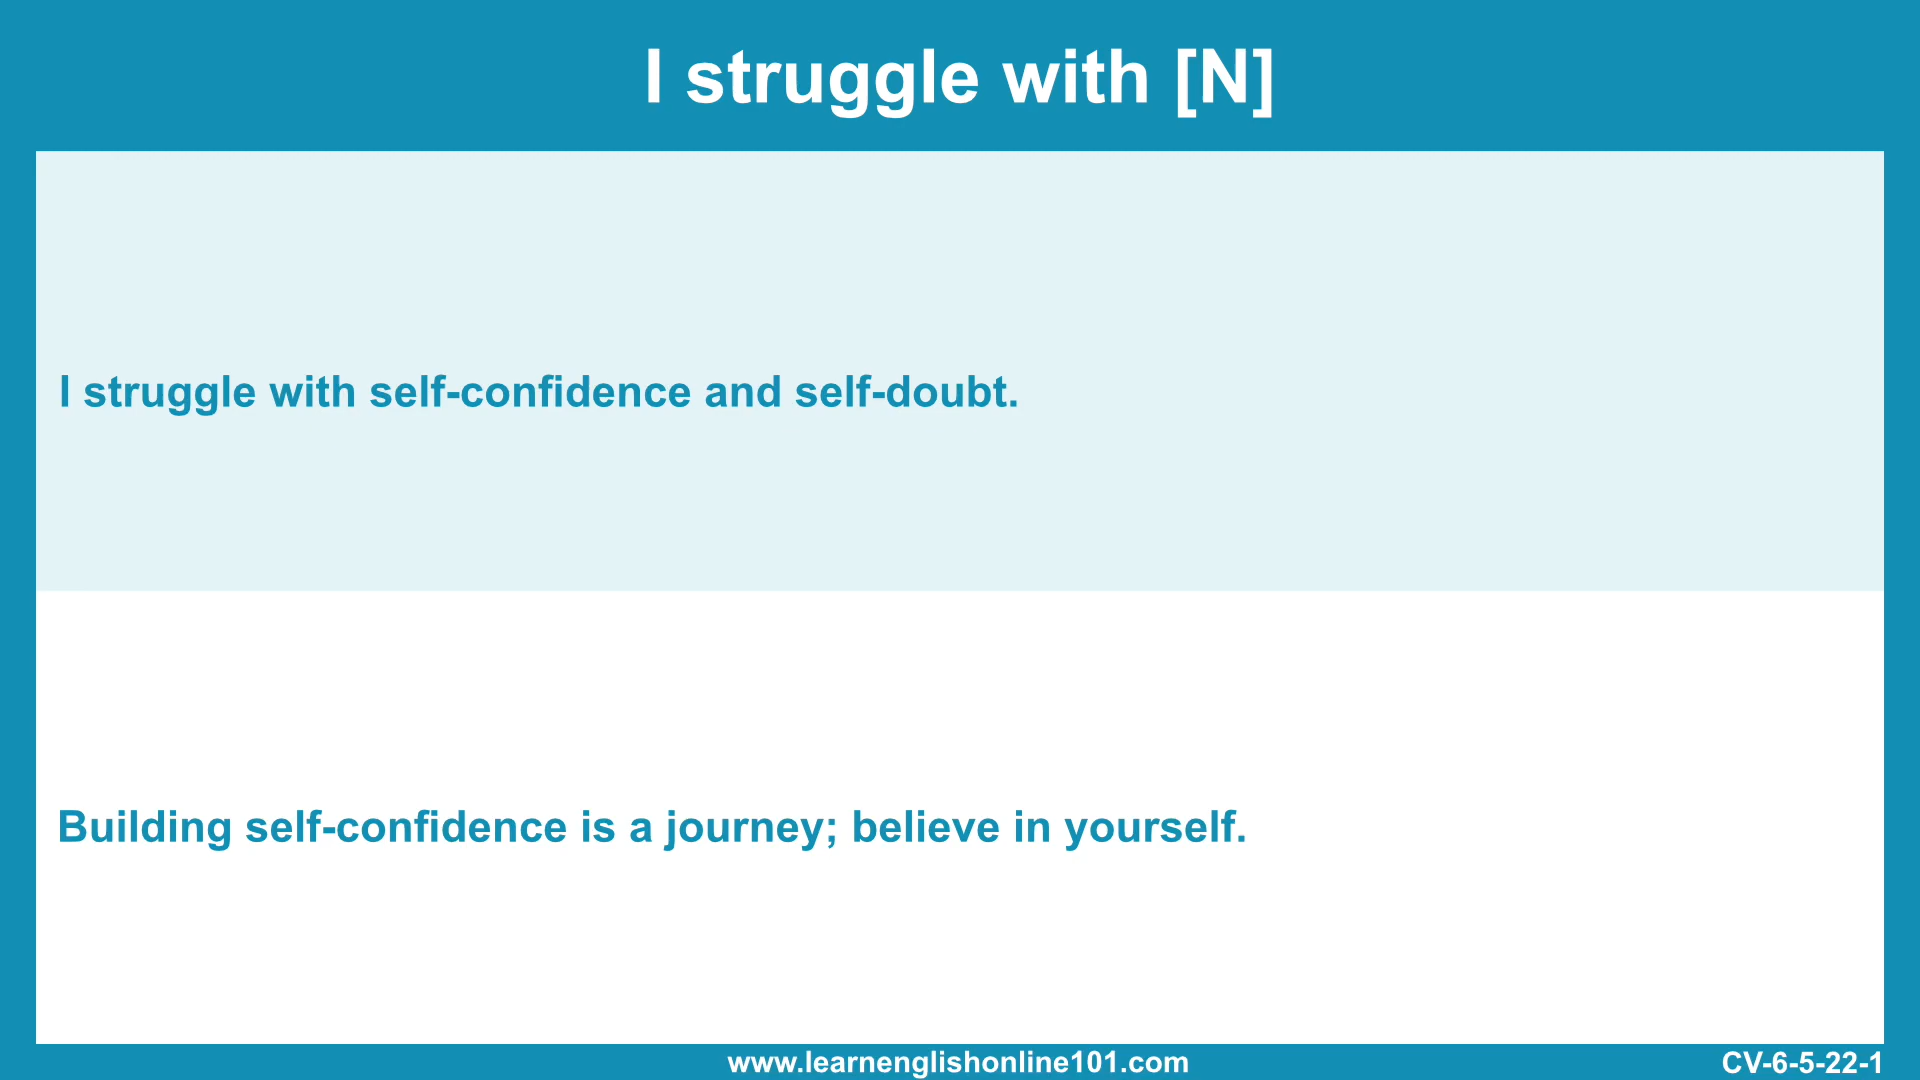 I struggle with [N]
I struggle with self-confidence and self-doubt.
Building self-confidence is a journey; believe in yourself.
www.learnenglishonline101.com
CV-6-5-22-1